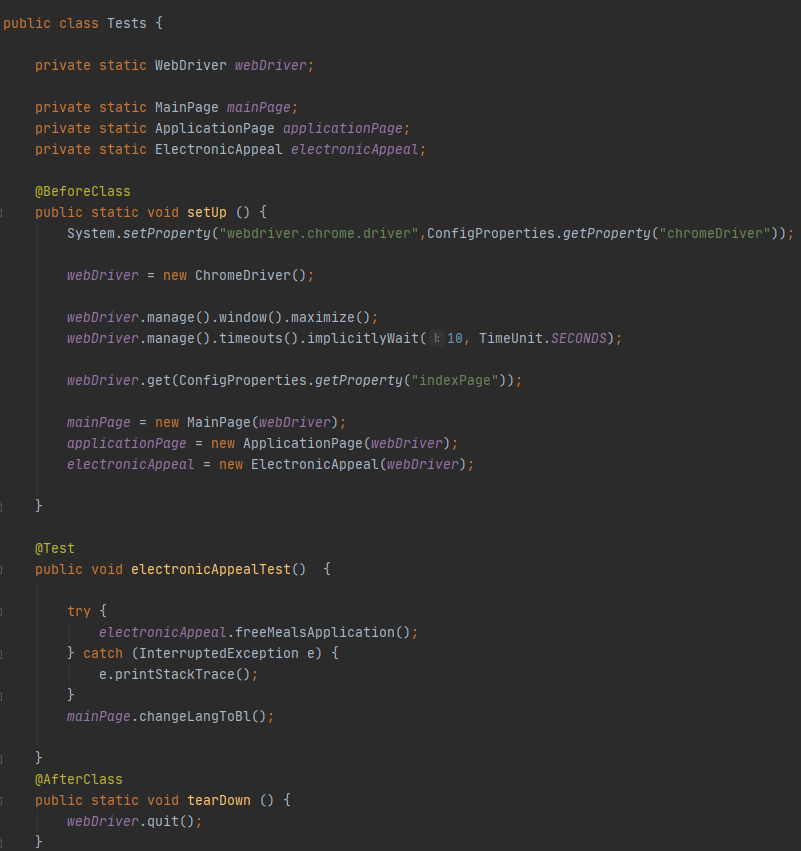 public class Tests {
private static WebDriver webDriver;
private static MainPage mainPage;
private static ApplicationPage applicationPage;
private static ElectronicAppeal electronicAppeal;
@BeforeClass
public static void setUp () {
System.setProperty("webdriver.chrome.driver",ConfigProperties.getProperty("chromeDriver"));
webDriver = new ChromeDriver();
webDriver.manage().window().maximize();
webDriver.manage().timeouts().implicitlyWait( l: 10, TimeUnit.SECONDS);
webDriver.get(ConfigProperties.getProperty("indexPage"));
mainPage = new MainPage(webDriver);
applicationPage = new ApplicationPage(webDriver);
electronicAppeal = new ElectronicAppeal(webDriver);
}
@Test
public void electronicAppealTest()  {
try {
electronicAppeal.freeMealsApplication();
} catch (InterruptedException e) {
e.printStackTrace();
}
mainPage.changeLangToBl();
}
@AfterClass
public static void tearDown () {
webDriver.quit();
}